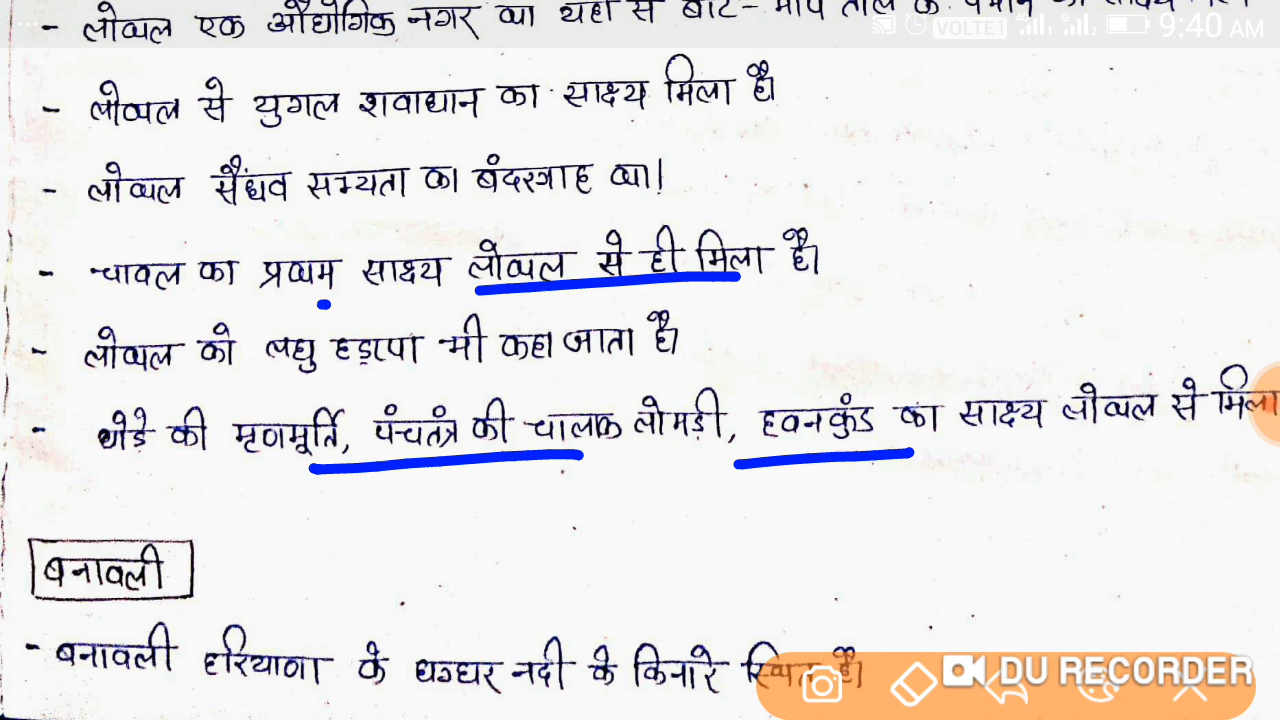 - लोथल एक औद्योगिक नगर था यहां से बाट-माप तौल के
VOLTE1 4G 9:40 AM
- लोथल से युगल शवाधान का साक्ष्य मिला है।
- लोथल सैंधव सभ्यता का बंदरगाह था।
- चावल का प्रथम साक्ष्य लोथल से ही मिला है।
- लोथल को लघु हड़प्पा भी कहा जाता है।
- घोड़े की मृणमूर्ति, पंचतंत्र की चालाक लोमड़ी, हवनकुंड का साक्ष्य लोथल से मिला
बनावली
- बनावली हरियाणा के घग्घर नदी के किनारे स्थित है।
DU RECORDER